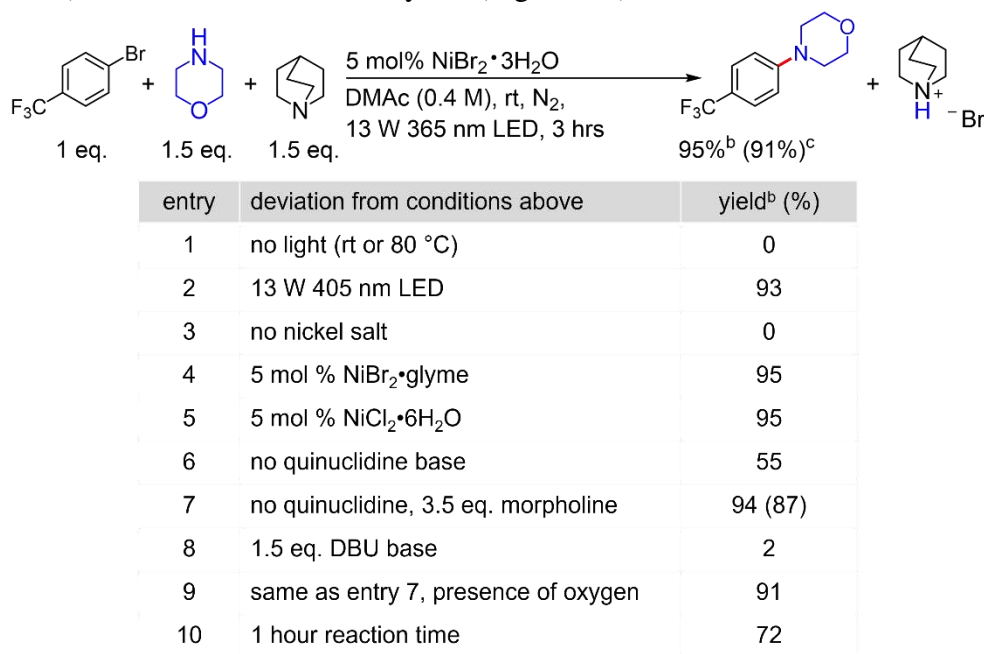 5 mol% NiBr₂•3H₂O
DMAc (0.4 M), rt, N₂,
13 W 365 nm LED, 3 hrs
Br
F₃C
+
H
N
O
+
N
F₃C
N
O
+
N
H
+
⁻Br
1 eq.
1.5 eq.
1.5 eq.
95%ᵇ (91%)ᶜ
entry deviation from conditions above yieldᵇ (%)
1 no light (rt or 80 °C) 0
2 13 W 405 nm LED 93
3 no nickel salt 0
4 5 mol % NiBr₂•glyme 95
5 5 mol % NiCl₂•6H₂O 95
6 no quinuclidine base 55
7 no quinuclidine, 3.5 eq. morpholine 94 (87)
8 1.5 eq. DBU base 2
9 same as entry 7, presence of oxygen 91
10 1 hour reaction time 72